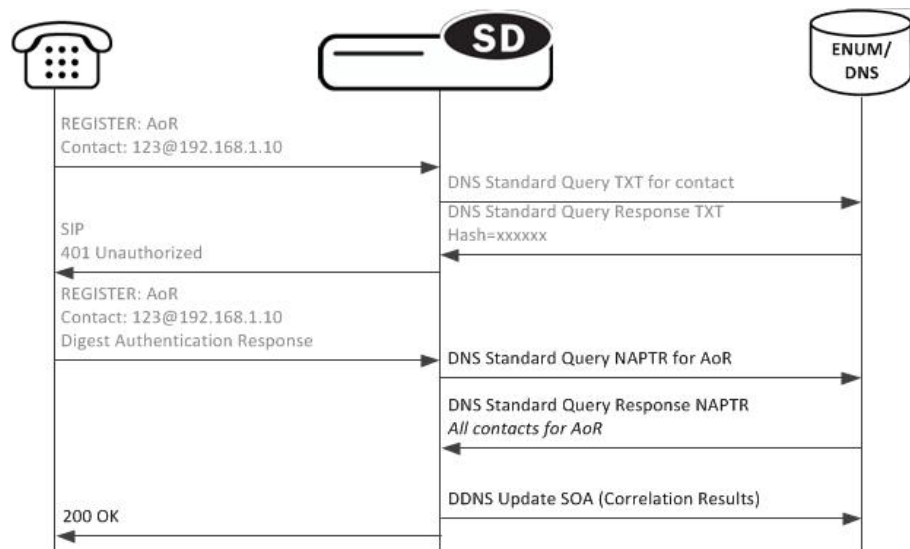 SD
ENUM/
DNS
REGISTER: AoR
Contact: 123@192.168.1.10
DNS Standard Query TXT for contact
DNS Standard Query Response TXT
Hash=xxxxxx
SIP
401 Unauthorized
REGISTER: AoR
Contact: 123@192.168.1.10
Digest Authentication Response
DNS Standard Query NAPTR for AoR
DNS Standard Query Response NAPTR
All contacts for AoR
DDNS Update SOA (Correlation Results)
200 OK